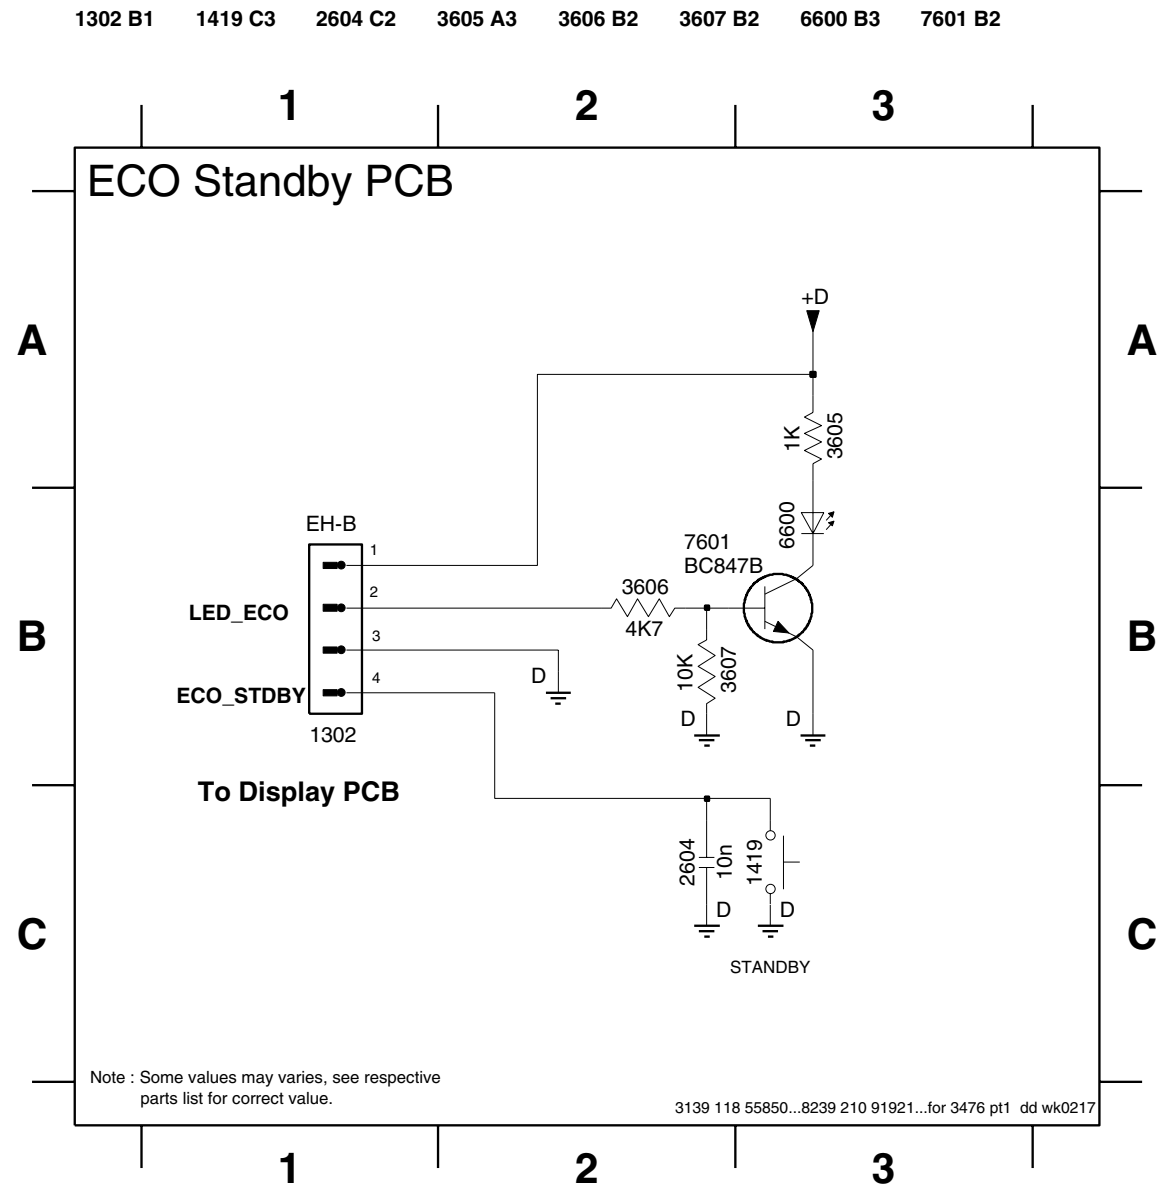 1302 B1 1419 C3 2604 C2 3605 A3 3606 B2 3607 B2 6600 B3 7601 B2
1 2 3
ECO Standby PCB
+D
A A
1K
3605
EH-B
6600
1
7601
BC847B
2
3606
LED_ECO
4K7
B B
3
10K
3607
D
4
ECO_STDBY
D D
1302
To Display PCB
2604
10n
1419
D D
C C
STANDBY
Note : Some values may varies, see respective
parts list for correct value.
3139 118 55850...8239 210 91921...for 3476 pt1 dd wk0217
1 2 3